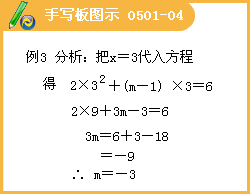 手写板图示 0501-04
例3 分析：把x＝3代入方程
得 2×3²＋(m－1) ×3＝6
2×9＋3m－3＝6
3m＝6＋3－18
＝－9
∴ m＝－3